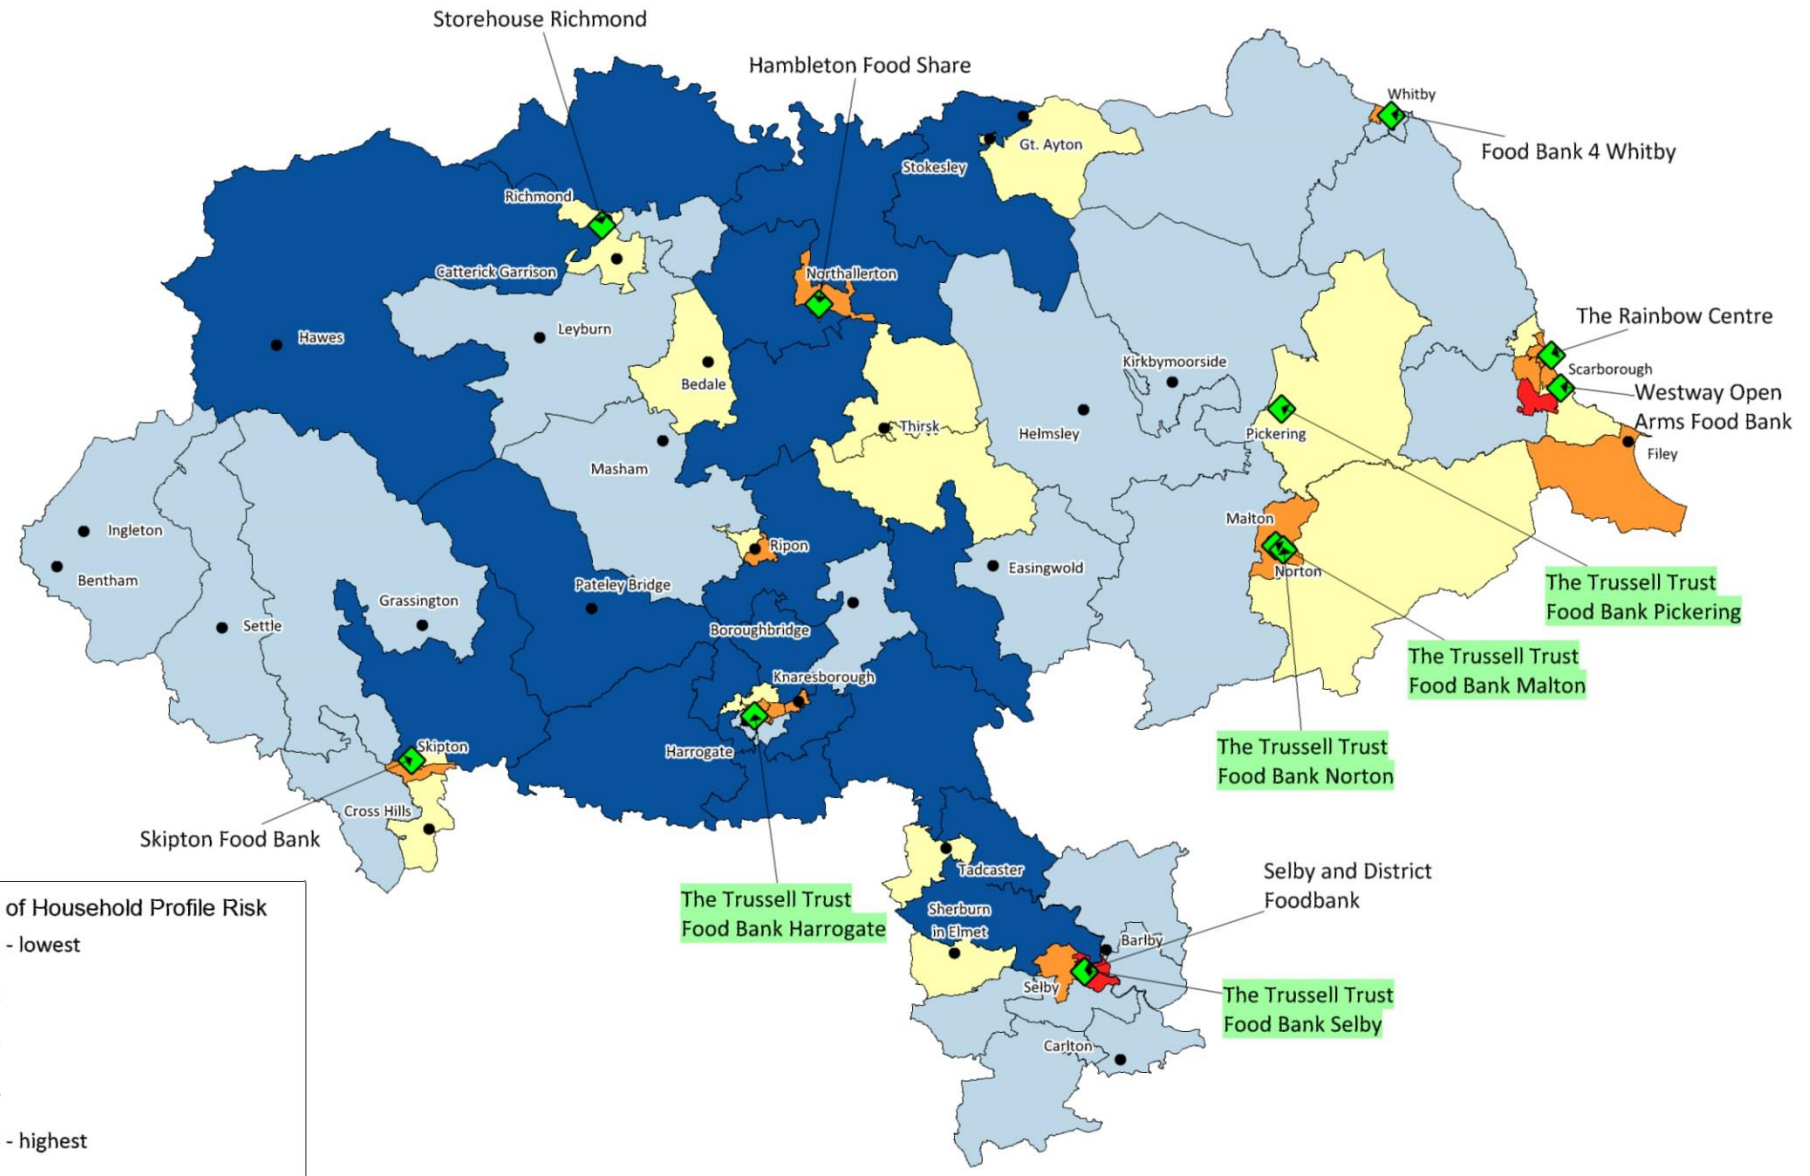 Storehouse Richmond
Hambleton Food Share
Whitby
Food Bank 4 Whitby
Gt. Ayton
Stokesley
Richmond
Catterick Garrison
Northallerton
The Rainbow Centre
Hawes
Leyburn
Kirkbymoorside
Scarborough
Bedale
Westway Open
Arms Food Bank
Thirsk
Helmsley
Pickering
Filey
Masham
Malton
Ingleton
Ripon
Bentham
Pateley Bridge
Easingwold
Norton
The Trussell Trust
Food Bank Pickering
Grassington
Settle
Boroughbridge
The Trussell Trust
Food Bank Malton
Knaresborough
Skipton
Harrogate
The Trussell Trust
Food Bank Norton
Cross Hills
Skipton Food Bank
Tadcaster
Selby and District
Foodbank
The Trussell Trust
Food Bank Harrogate
of Household Profile Risk
- lowest
- highest
Sherburn
in Elmet
Barlby
Selby
The Trussell Trust
Food Bank Selby
Carlton